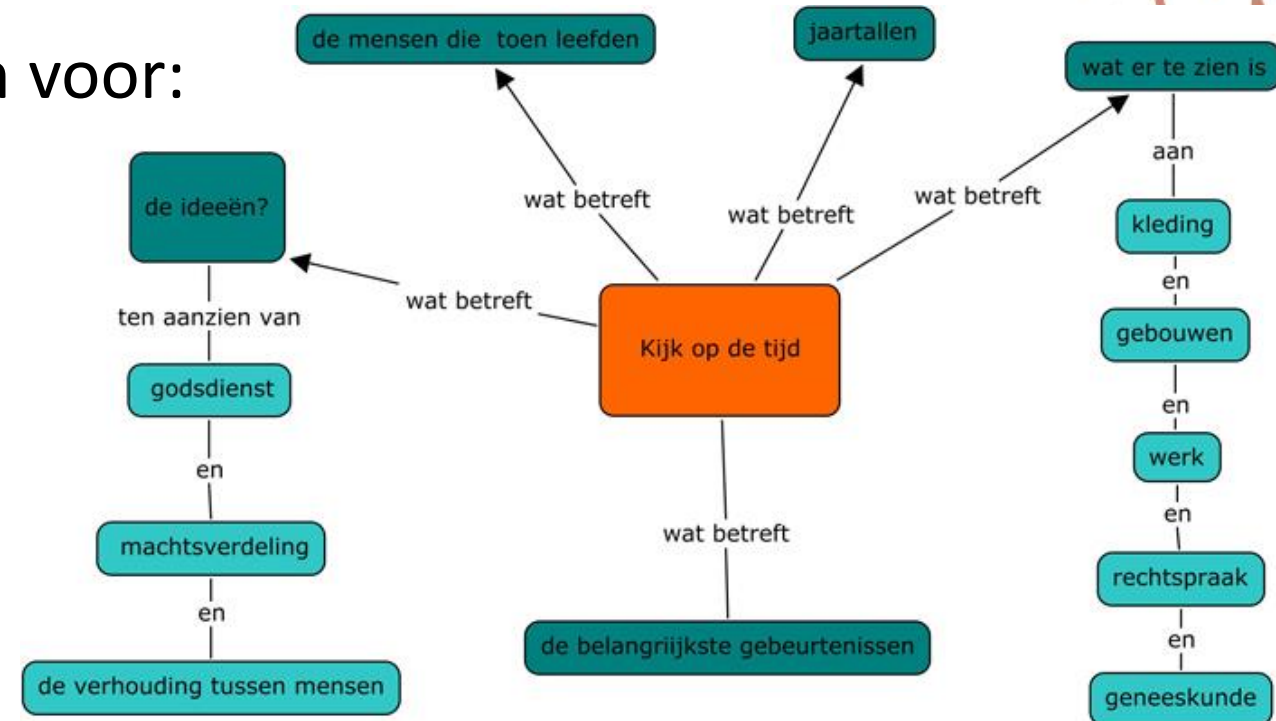 n voor:
de mensen die toen leefden
jaartallen
wat er te zien is
aan
kleding
en
gebouwen
en
werk
en
rechtspraak
en
geneeskunde
wat betreft
wat betreft
wat betreft
de ideeën?
wat betreft
ten aanzien van
godsdienst
en
machtsverdeling
en
de verhouding tussen mensen
Kijk op de tijd
wat betreft
de belangriijkste gebeurtenissen